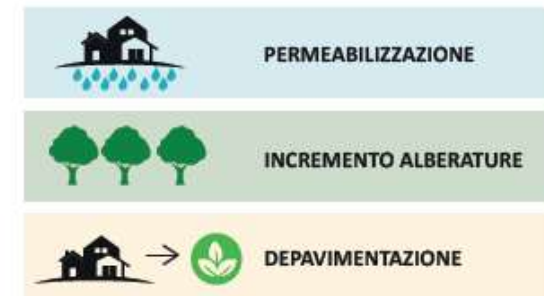 PERMEABILIZZAZIONE
INCREMENTO ALBERATURE
DEPAVIMENTAZIONE